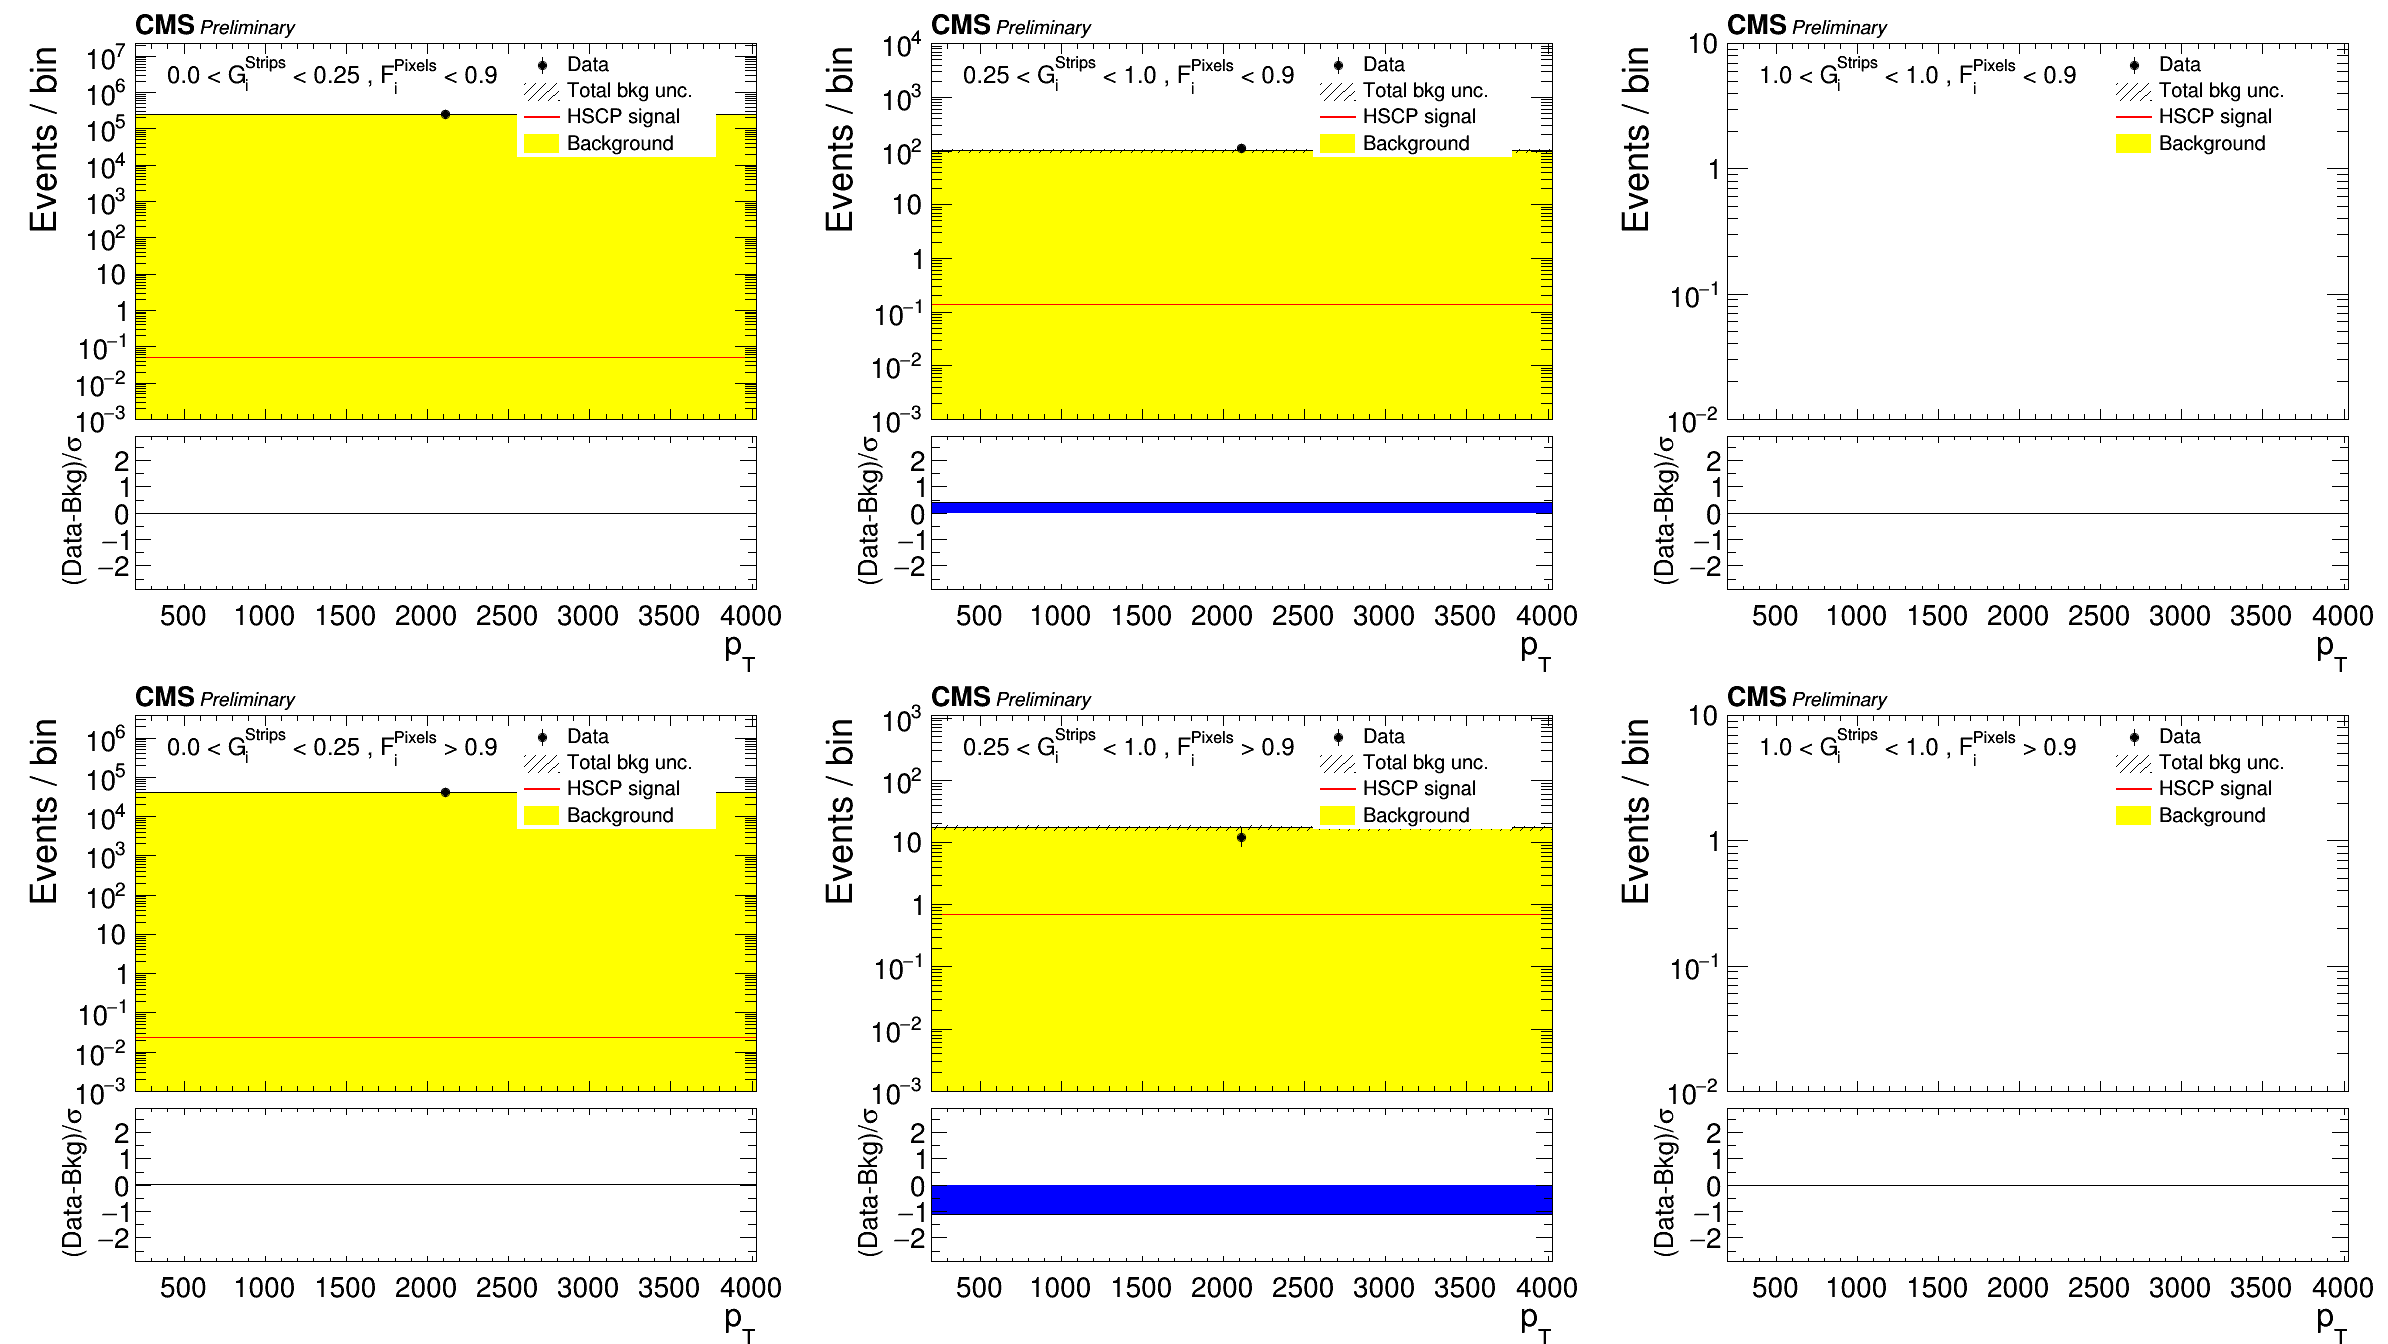 CMS Preliminary
Events / bin
10^7
10^6
10^5
10^4
10^3
10^2
10
1
10^−1
10^−2
10^−3
0.0 < G_i^Strips < 0.25 , F_i^Pixels < 0.9
Data
Total bkg unc.
HSCP signal
Background
(Data-Bkg)/σ
2
1
0
−1
−2
500 1000 1500 2000 2500 3000 3500 4000
p_T
CMS Preliminary
Events / bin
10^4
10^3
10^2
10
1
10^−1
10^−2
10^−3
0.25 < G_i^Strips < 1.0 , F_i^Pixels < 0.9
Data
Total bkg unc.
HSCP signal
Background
(Data-Bkg)/σ
2
1
0
−1
−2
500 1000 1500 2000 2500 3000 3500 4000
p_T
CMS Preliminary
Events / bin
10
1
10^−1
10^−2
1.0 < G_i^Strips < 1.0 , F_i^Pixels < 0.9
Data
Total bkg unc.
HSCP signal
Background
(Data-Bkg)/σ
2
1
0
−1
−2
500 1000 1500 2000 2500 3000 3500 4000
p_T
CMS Preliminary
Events / bin
10^6
10^5
10^4
10^3
10^2
10
1
10^−1
10^−2
10^−3
0.0 < G_i^Strips < 0.25 , F_i^Pixels > 0.9
Data
Total bkg unc.
HSCP signal
Background
(Data-Bkg)/σ
2
1
0
−1
−2
500 1000 1500 2000 2500 3000 3500 4000
p_T
CMS Preliminary
Events / bin
10^3
10^2
10
1
10^−1
10^−2
10^−3
0.25 < G_i^Strips < 1.0 , F_i^Pixels > 0.9
Data
Total bkg unc.
HSCP signal
Background
(Data-Bkg)/σ
2
1
0
−1
−2
500 1000 1500 2000 2500 3000 3500 4000
p_T
CMS Preliminary
Events / bin
10
1
10^−1
10^−2
1.0 < G_i^Strips < 1.0 , F_i^Pixels > 0.9
Data
Total bkg unc.
HSCP signal
Background
(Data-Bkg)/σ
2
1
0
−1
−2
500 1000 1500 2000 2500 3000 3500 4000
p_T